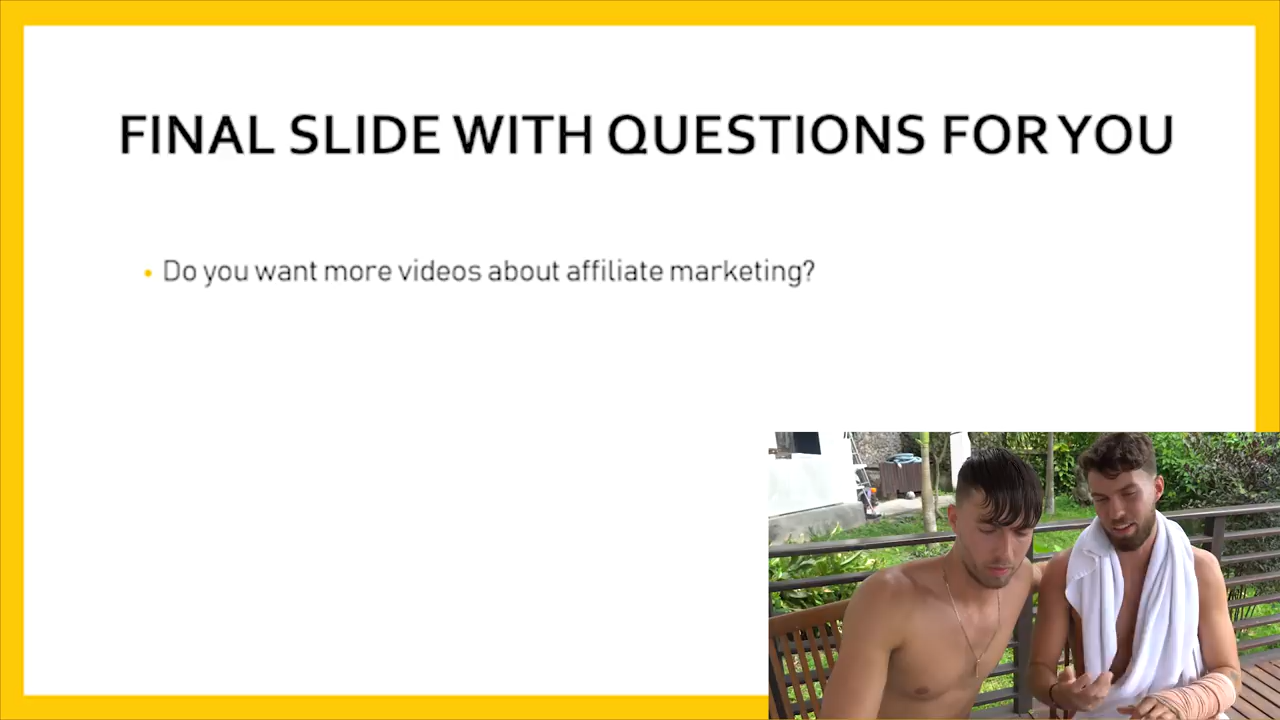 FINAL SLIDE WITH QUESTIONS FOR YOU
Do you want more videos about affiliate marketing?